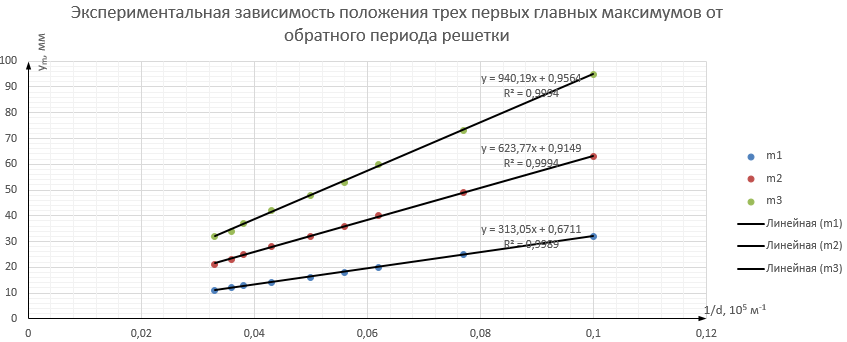 Экспериментальная зависимость положения трех первых главных максимумов от
обратного периода решетки
yₘ, мм
100
90
80
70
60
50
40
30
20
10
0
0
0,02
0,04
0,06
0,08
0,1
0,12
1/d, 10⁵ м⁻¹
y = 940,19x + 0,9564
R² = 0,9994
y = 623,77x + 0,9149
R² = 0,9994
y = 313,05x + 0,6711
R² = 0,9989
m1
m2
m3
Линейная (m1)
Линейная (m2)
Линейная (m3)